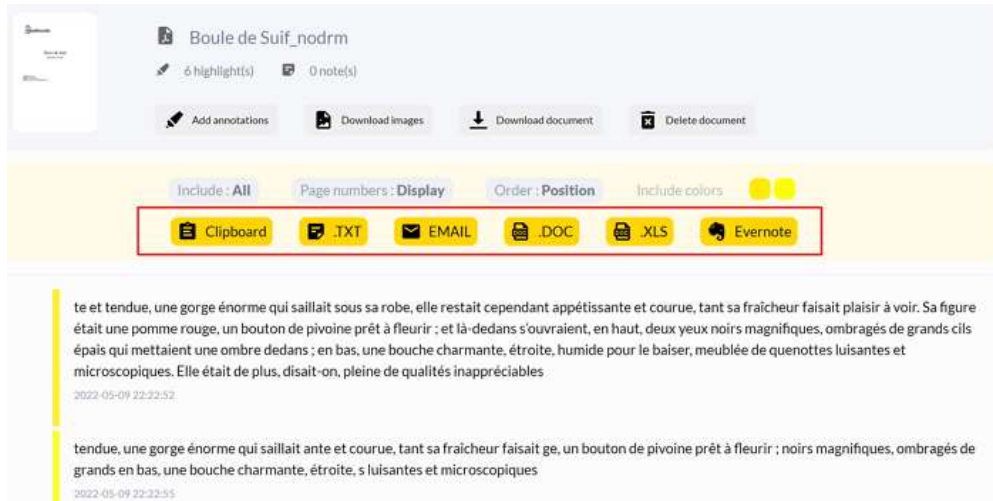 Boule de Suif_nodrm
6 highlight(s) 0 note(s)
Add annotations Download images Download document Delete document
Include : All Page numbers : Display Order : Position Include colors
Clipboard .TXT EMAIL .DOC .XLS Evernote
te et tendue, une gorge énorme qui saillait sous sa robe, elle restait cependant appétissante et courue, tant sa fraîcheur faisait plaisir à voir. Sa figure
était une pomme rouge, un bouton de pivoine prêt à fleurir ; et là-dedans s'ouvraient, en haut, deux yeux noirs magnifiques, ombragés de grands cils
épais qui mettaient une ombre dedans ; en bas, une bouche charmante, étroite, humide pour le baiser, meublée de quenottes luisantes et
microscopiques. Elle était de plus, disait-on, pleine de qualités inappréciables
2022-05-09 22:22:52
tendue, une gorge énorme qui saillait ante et courue, tant sa fraîcheur faisait ge, un bouton de pivoine prêt à fleurir ; noirs magnifiques, ombragés de
grands en bas, une bouche charmante, étroite, s luisantes et microscopiques
2022-05-09 22:22:55